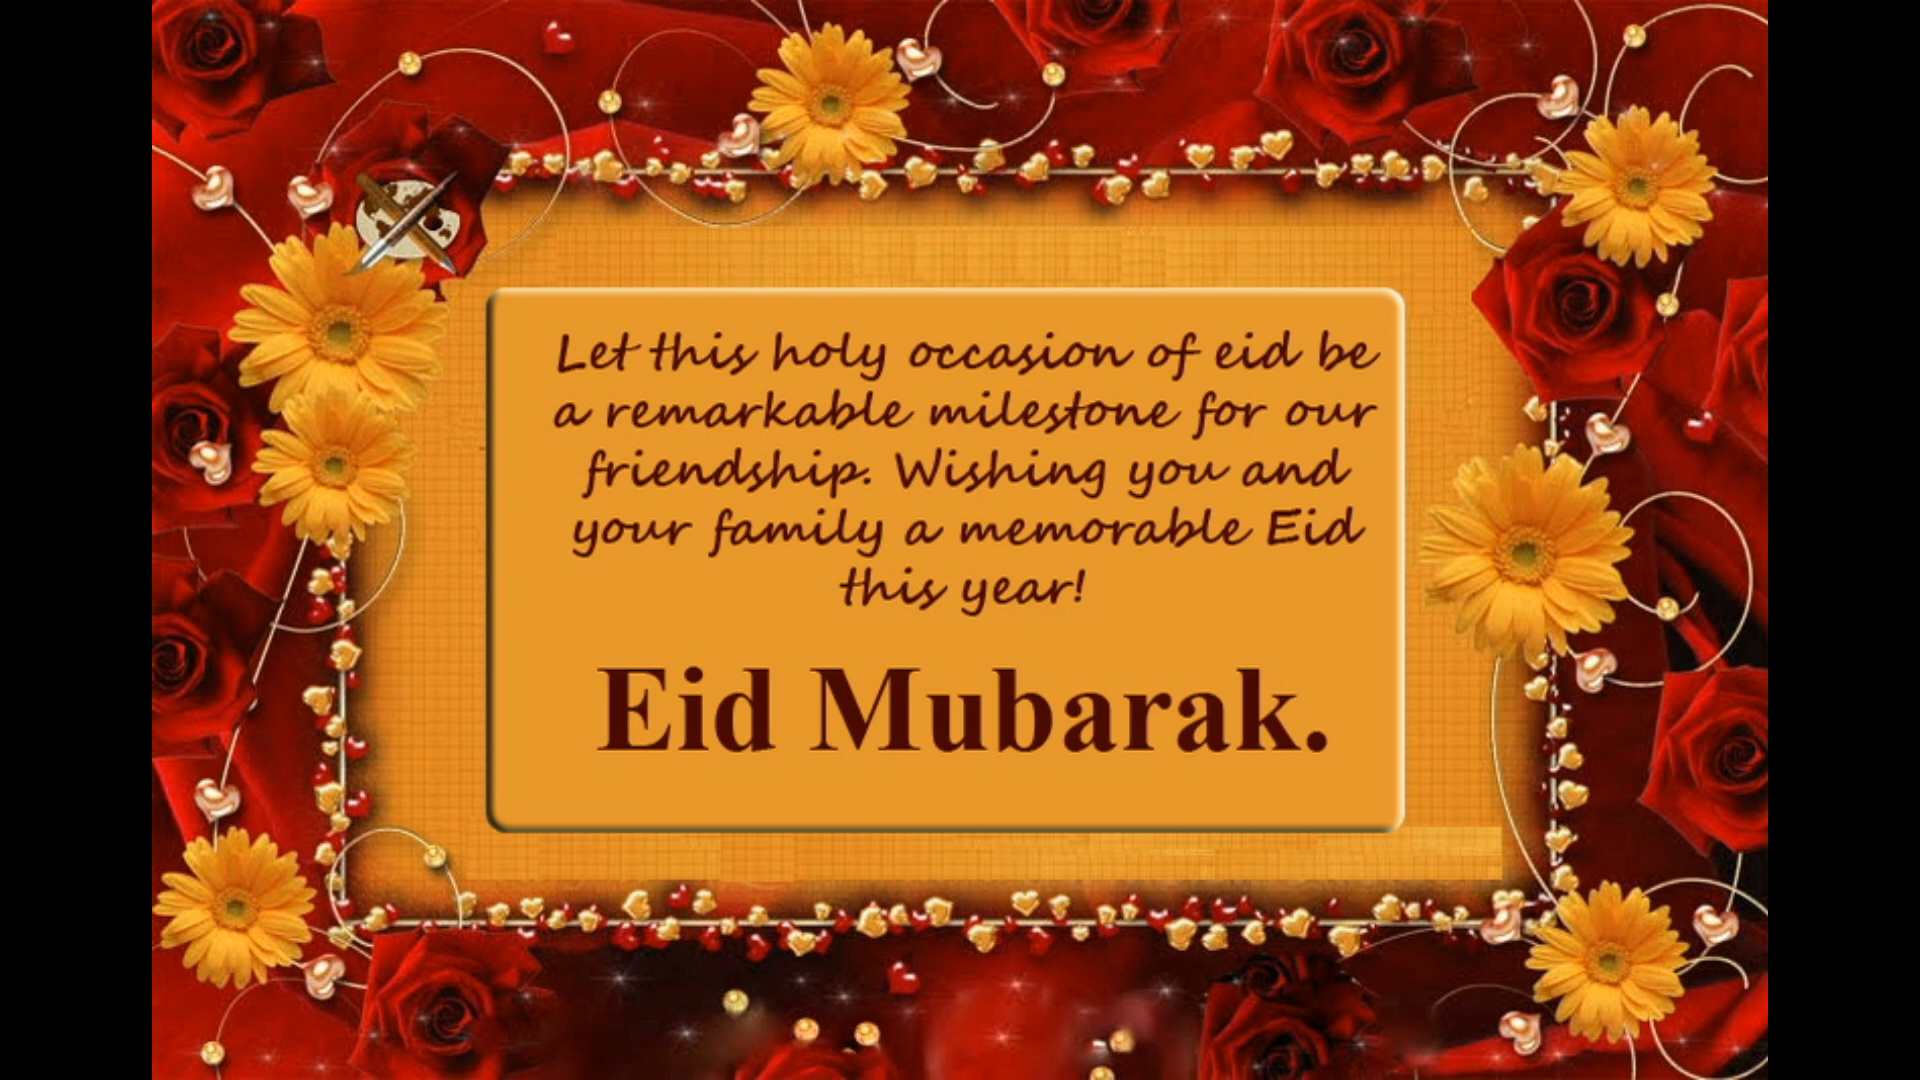 Let this holy occasion of eid be
a remarkable milestone for our
friendship. Wishing you and
your family a memorable Eid
this year!
Eid Mubarak.